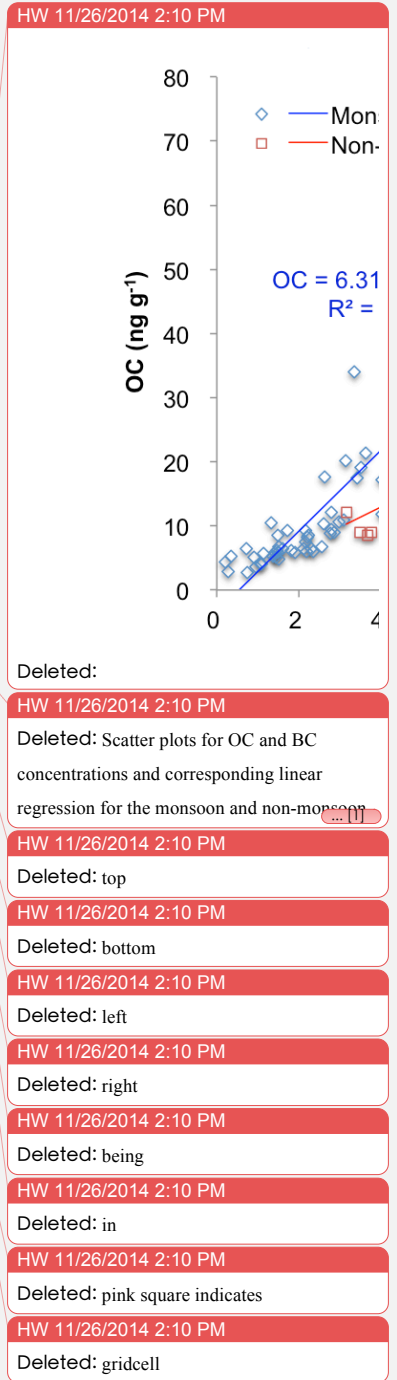 HW 11/26/2014 2:10 PM
80
Mon
70
Non-
60
50
OC = 6.31
R² =
OC (ng g⁻¹)
40
30
20
10
0
0 2 4
Deleted:
HW 11/26/2014 2:10 PM
Deleted: Scatter plots for OC and BC
concentrations and corresponding linear
regression for the monsoon and non-monsoon
... [1]
HW 11/26/2014 2:10 PM
Deleted: top
HW 11/26/2014 2:10 PM
Deleted: bottom
HW 11/26/2014 2:10 PM
Deleted: left
HW 11/26/2014 2:10 PM
Deleted: right
HW 11/26/2014 2:10 PM
Deleted: being
HW 11/26/2014 2:10 PM
Deleted: in
HW 11/26/2014 2:10 PM
Deleted: pink square indicates
HW 11/26/2014 2:10 PM
Deleted: gridcell